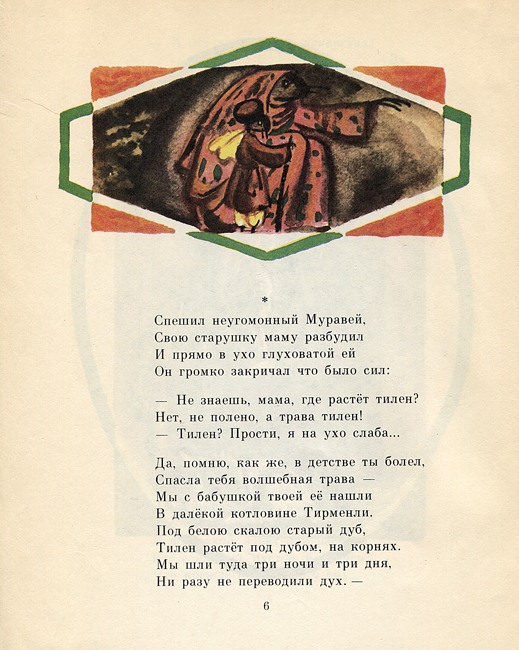 *
Спешил неугомонный Муравей,
Свою старушку маму разбудил
И прямо в ухо глуховатой ей
Он громко закричал что было сил:
— Не знаешь, мама, где растёт тилен?
Нет, не полено, а трава тилен!
— Тилен? Прости, я на ухо слаба...
Да, помню, как же, в детстве ты болел,
Спасла тебя волшебная трава —
Мы с бабушкой твоей её нашли
В далёкой котловине Тирменли.
Под белою скалою старый дуб,
Тилен растёт под дубом, на корнях.
Мы шли туда три ночи и три дня,
Ни разу не переводили дух. —
6